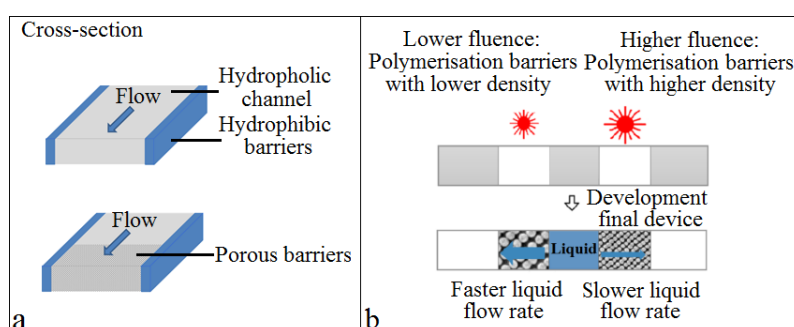 Cross-section
Flow
Hydropholic
channel
Hydrophibic
barriers
Flow
Porous barriers
a
Lower fluence:
Polymerisation barriers
with lower density
Higher fluence:
Polymerisation barriers
with higher density
Development
final device
Liquid
Faster liquid
flow rate
Slower liquid
flow rate
b